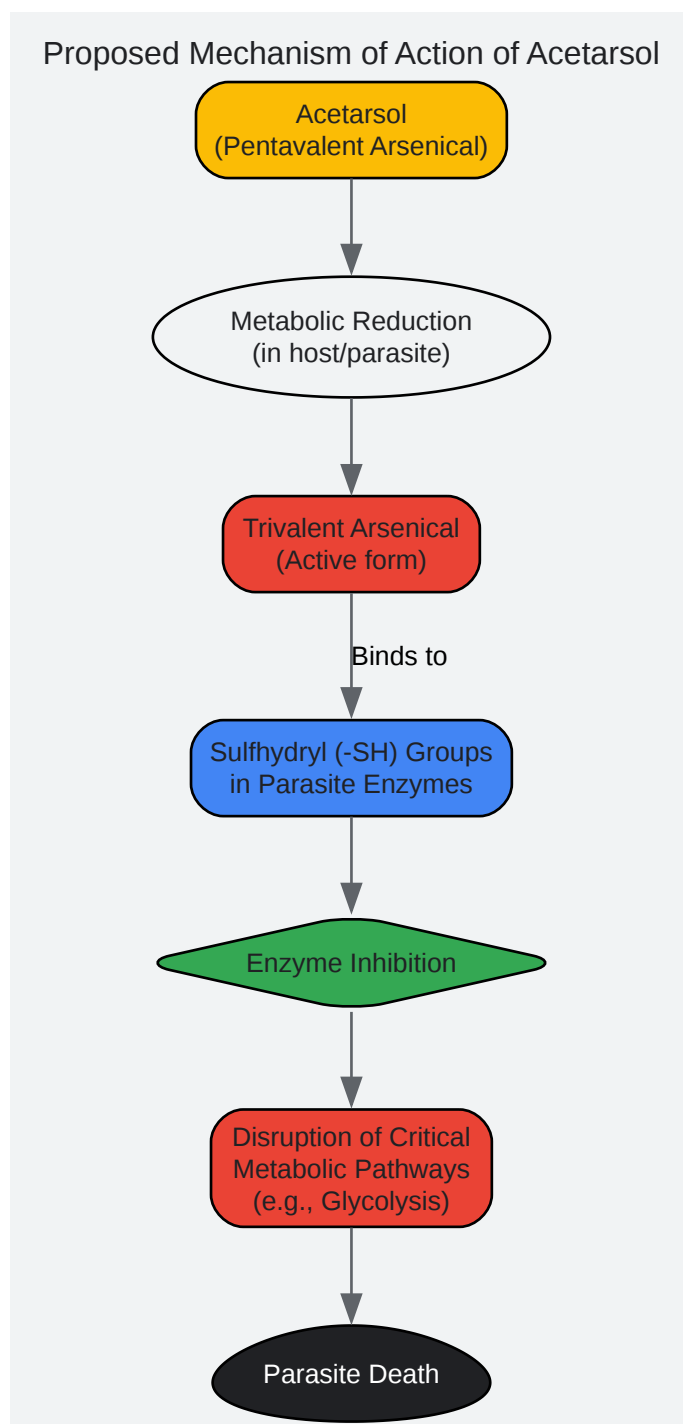 Proposed Mechanism of Action of Acetarsol
Acetarsol
(Pentavalent Arsenical)
Metabolic Reduction
(in host/parasite)
Trivalent Arsenical
(Active form)
Binds to
Sulfhydryl (-SH) Groups
in Parasite Enzymes
Enzyme Inhibition
Disruption of Critical
Metabolic Pathways
(e.g., Glycolysis)
Parasite Death